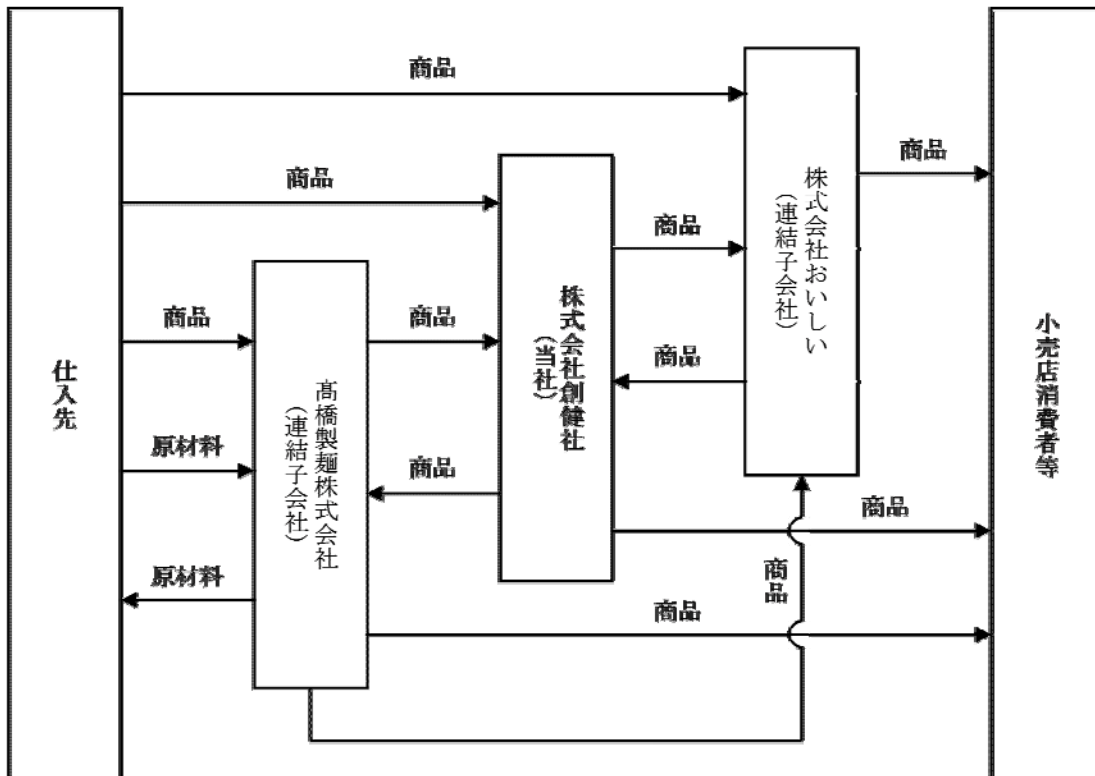 商品
商品
商品
株式会社おいしい
（連結子会社）
商品
商品
商品
株式会社創健社
（当社）
商品
仕入先
小売店消費者等
原材料
髙橋製麺株式会社
（連結子会社）
商品
商品
原材料
商品
商品